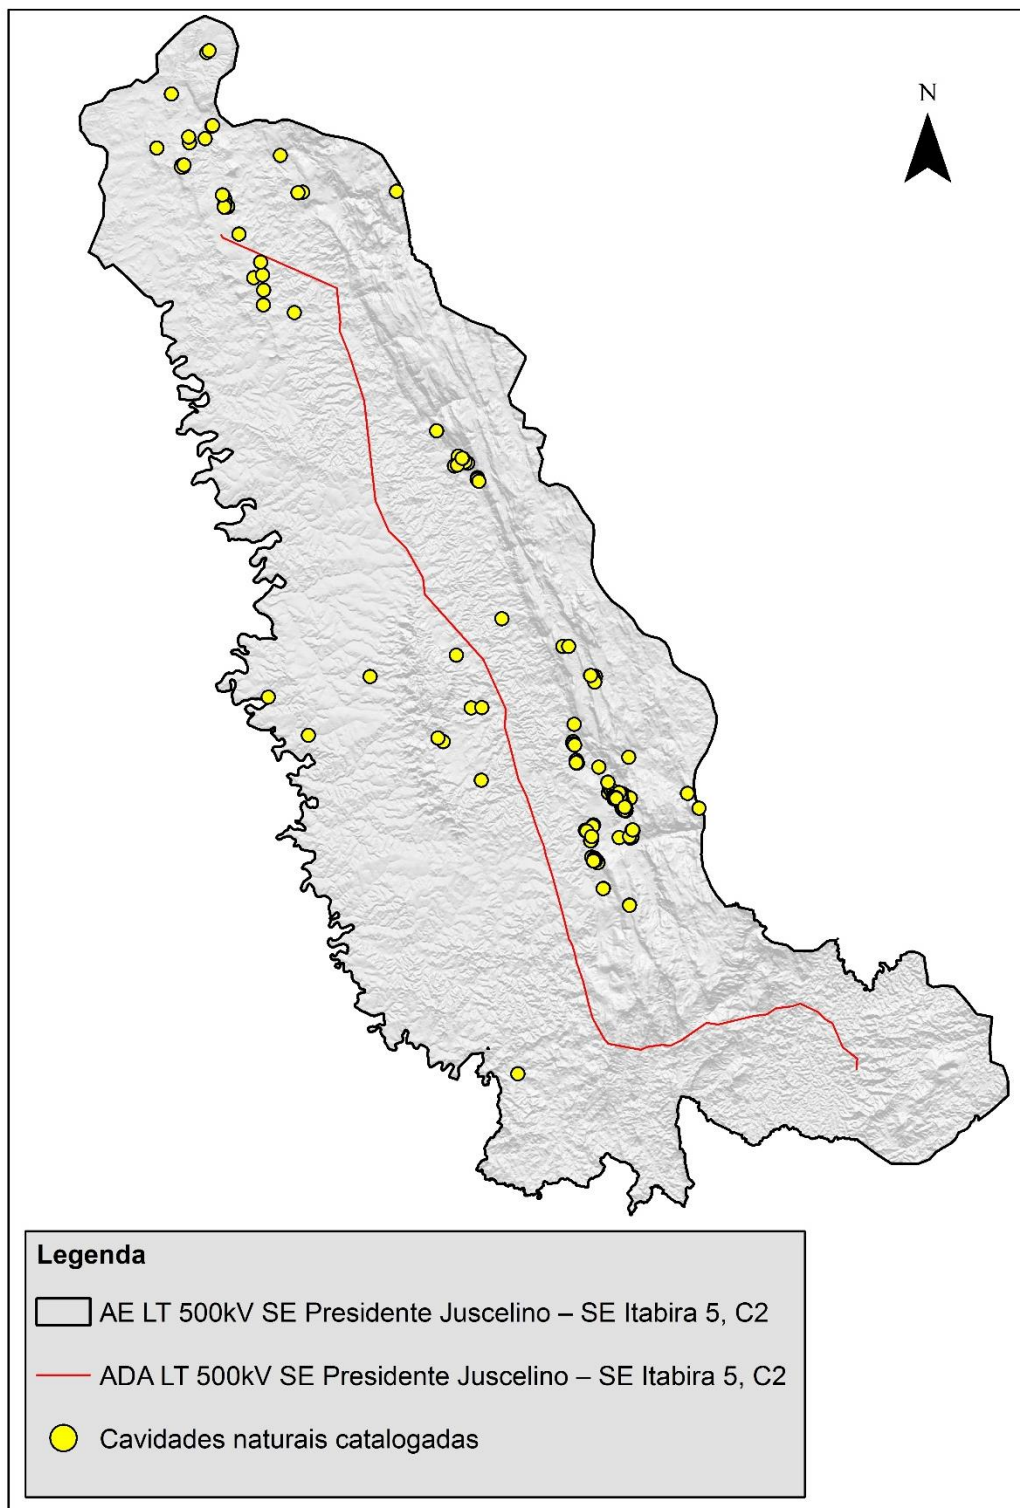 N
Legenda
AE LT 500kV SE Presidente Juscelino – SE Itabira 5, C2
ADA LT 500kV SE Presidente Juscelino – SE Itabira 5, C2
Cavidades naturais catalogadas